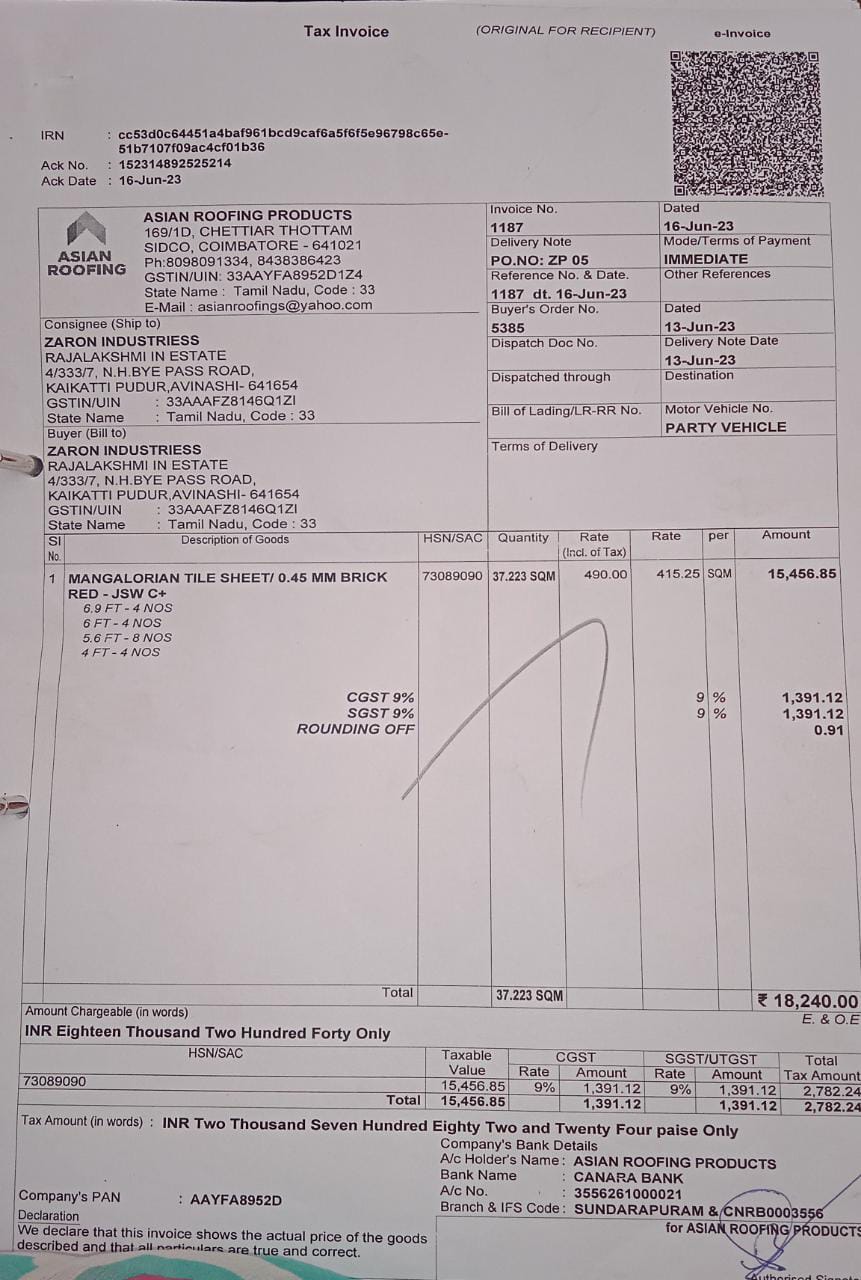 Tax Invoice (ORIGINAL FOR RECIPIENT) e-Invoice
IRN : cc53d0c64451a4baf961bcd9caf6a5f6f5e96798c65e-
51b7107f09ac4cf01b36
Ack No. : 152314892525214
Ack Date : 16-Jun-23
ASIAN
ROOFING
ASIAN ROOFING PRODUCTS
169/1D, CHETTIAR THOTTAM
SIDCO, COIMBATORE - 641021
Ph:8098091334, 8438386423
GSTIN/UIN: 33AAYFA8952D1Z4
State Name : Tamil Nadu, Code : 33
E-Mail : asianroofings@yahoo.com
Consignee (Ship to)
ZARON INDUSTRIESS
RAJALAKSHMI IN ESTATE
4/333/7, N.H.BYE PASS ROAD,
KAIKATTI PUDUR,AVINASHI- 641654
GSTIN/UIN : 33AAAFZ8146Q1ZI
State Name : Tamil Nadu, Code : 33
Buyer (Bill to)
ZARON INDUSTRIESS
RAJALAKSHMI IN ESTATE
4/333/7, N.H.BYE PASS ROAD,
KAIKATTI PUDUR,AVINASHI- 641654
GSTIN/UIN : 33AAAFZ8146Q1ZI
State Name : Tamil Nadu, Code : 33
Invoice No. Dated
1187 16-Jun-23
Delivery Note Mode/Terms of Payment
PO.NO: ZP 05 IMMEDIATE
Reference No. & Date. Other References
1187 dt. 16-Jun-23
Buyer's Order No. Dated
5385 13-Jun-23
Dispatch Doc No. Delivery Note Date
13-Jun-23
Dispatched through Destination
Bill of Lading/LR-RR No. Motor Vehicle No.
PARTY VEHICLE
Terms of Delivery
SI Description of Goods HSN/SAC Quantity Rate Rate per Amount
No. (Incl. of Tax)
1 MANGALORIAN TILE SHEET/ 0.45 MM BRICK 73089090 37.223 SQM 490.00 415.25 SQM 15,456.85
RED - JSW C+
6.9 FT - 4 NOS
6 FT - 4 NOS
5.6 FT - 8 NOS
4 FT - 4 NOS
CGST 9% 9 % 1,391.12
SGST 9% 9 % 1,391.12
ROUNDING OFF 0.91
Total 37.223 SQM ₹ 18,240.00
Amount Chargeable (in words) E. & O.E
INR Eighteen Thousand Two Hundred Forty Only
HSN/SAC Taxable CGST SGST/UTGST Total
Value Rate Amount Rate Amount Tax Amount
73089090 15,456.85 9% 1,391.12 9% 1,391.12 2,782.24
Total 15,456.85 1,391.12 1,391.12 2,782.24
Tax Amount (in words) : INR Two Thousand Seven Hundred Eighty Two and Twenty Four paise Only
Company's Bank Details
A/c Holder's Name : ASIAN ROOFING PRODUCTS
Bank Name : CANARA BANK
A/c No. : 3556261000021
Branch & IFS Code : SUNDARAPURAM & CNRB0003556
Company's PAN : AAYFA8952D
Declaration
We declare that this invoice shows the actual price of the goods
described and that all particulars are true and correct.
for ASIAN ROOFING PRODUCTS
Authorised